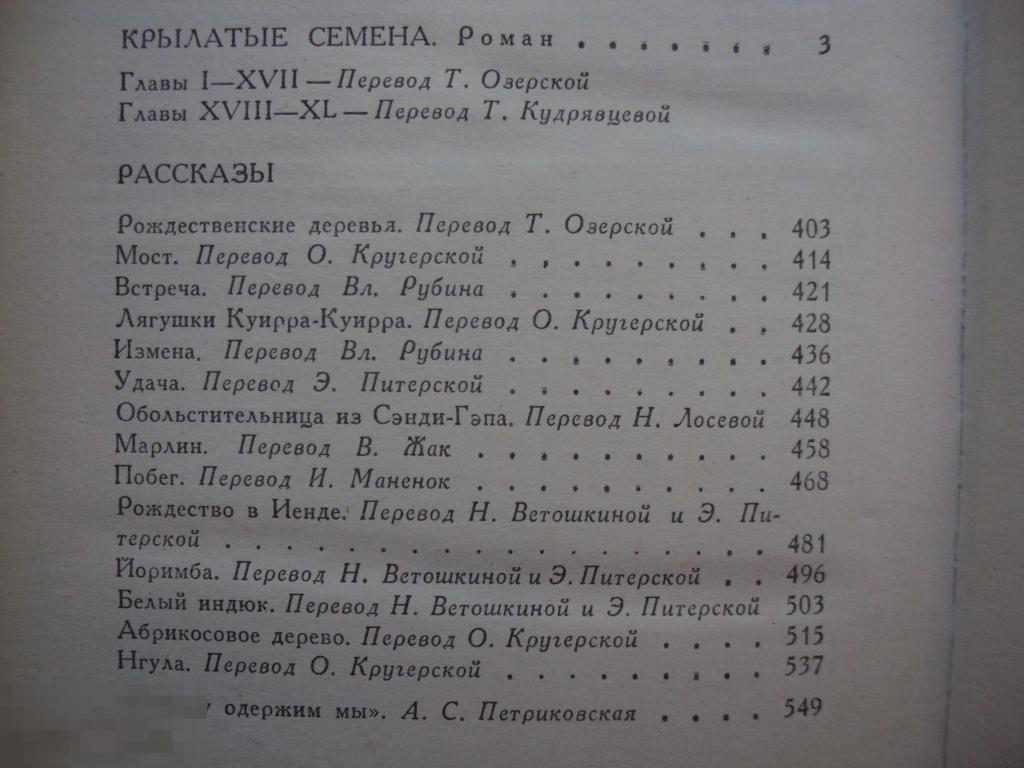 КРЫЛАТЫЕ СЕМЕНА. Роман . . . . . . . 3
Главы I—XVII — Перевод Т. Озерской
Главы XVIII—XL — Перевод Т. Кудрявцевой
РАССКАЗЫ
Рождественские деревья. Перевод Т. Озерской . . . 403
Мост. Перевод О. Кругерской . . . . . . . . . 414
Встреча. Перевод Вл. Рубина . . . . . . . . . 421
Лягушки Куирра-Куирра. Перевод О. Кругерской . . 428
Измена. Перевод Вл. Рубина . . . . . . . . . 436
Удача. Перевод Э. Питерской . . . . . . . . . 442
Обольстительница из Сэнди-Гэпа. Перевод Н. Лосевой 448
Марлин. Перевод В. Жак . . . . . . . . . . 458
Побег. Перевод И. Маненок . . . . . . . . . . 468
Рождество в Иенде. Перевод Н. Ветошкиной и Э. Пи-
терской . . . . . . . . . . . . . . . . . . 481
Йоримба. Перевод Н. Ветошкиной и Э. Питерской . . 496
Белый индюк. Перевод Н. Ветошкиной и Э. Питерской 503
Абрикосовое дерево. Перевод О. Кругерской . . . . 515
Нгула. Перевод О. Кругерской . . . . . . . . . 537
одержим мы». А. С. Петриковская . . . . 549